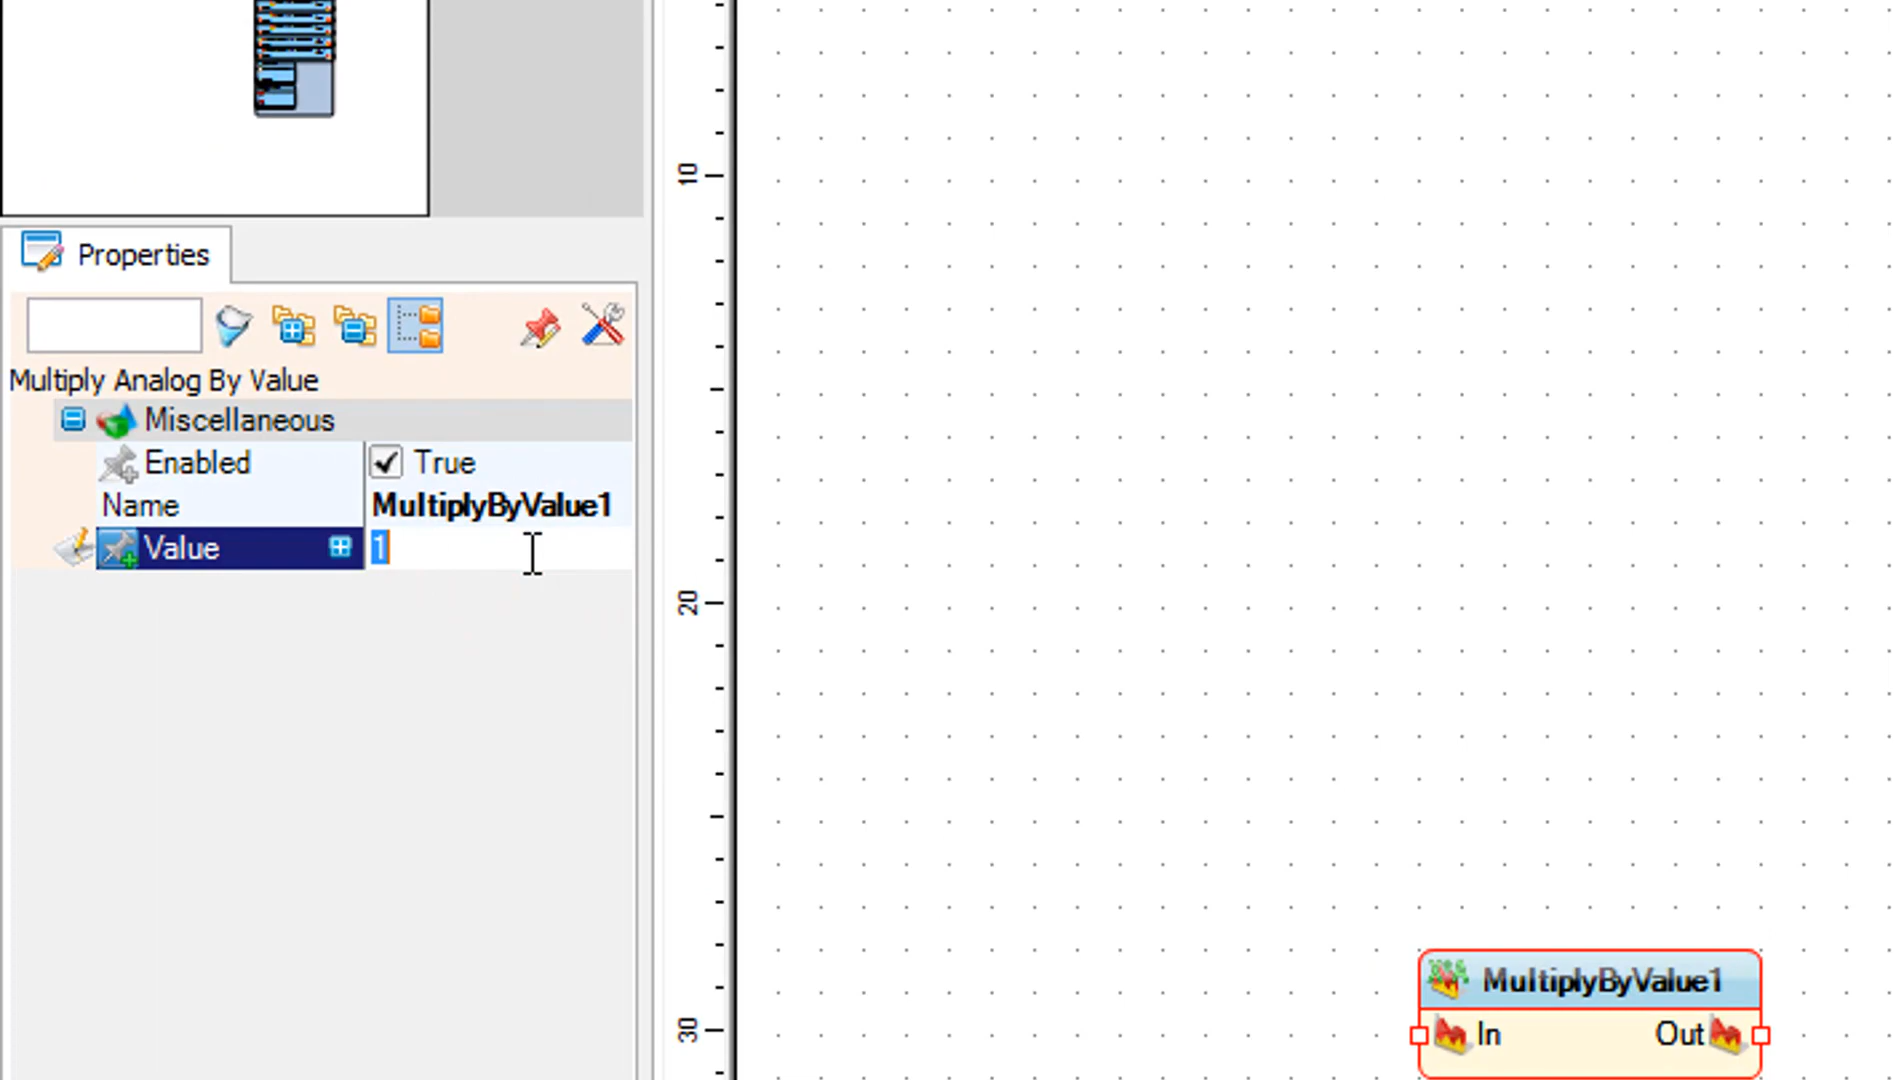 10
Properties
Multiply Analog By Value
Miscellaneous
Enabled True
Name MultiplyByValue1
Value 1
20
MultiplyByValue1
30
In Out